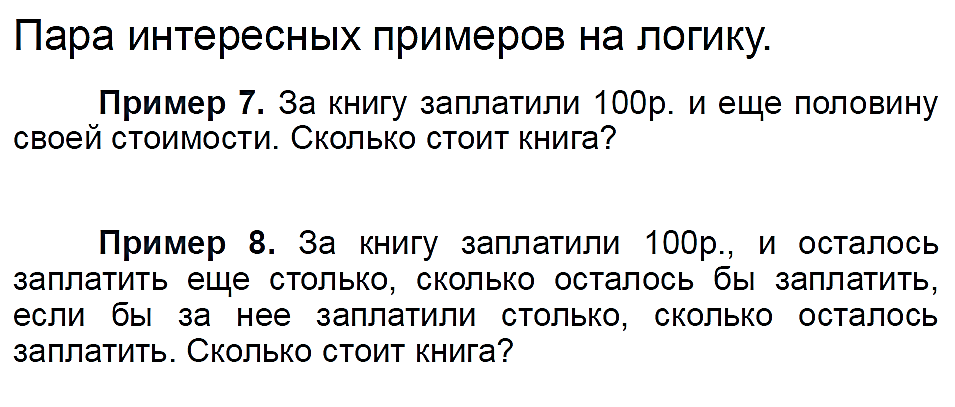 Пара интересных примеров на логику.
Пример 7. За книгу заплатили 100р. и еще половину
своей стоимости. Сколько стоит книга?
Пример 8. За книгу заплатили 100р., и осталось
заплатить еще столько, сколько осталось бы заплатить,
если бы за нее заплатили столько, сколько осталось
заплатить. Сколько стоит книга?